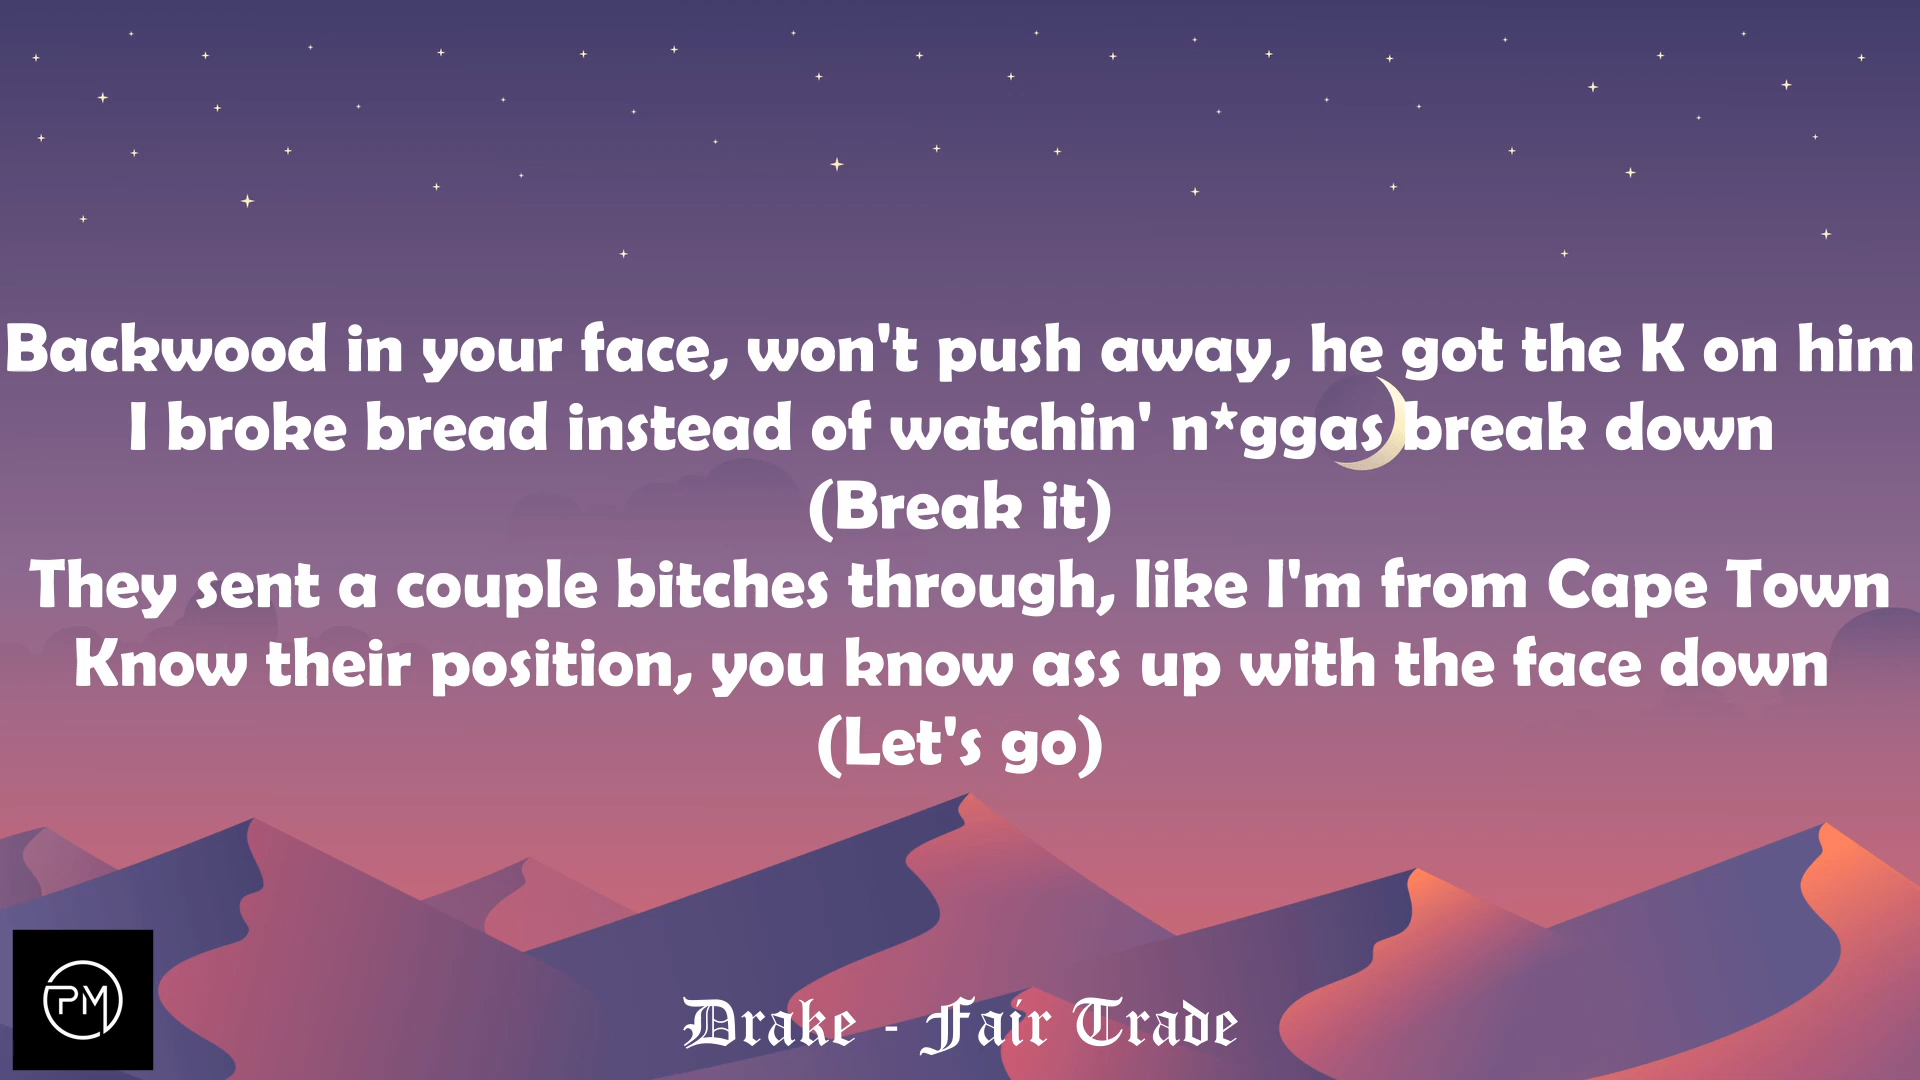 Backwood in your face, won't push away, he got the K on him
I broke bread instead of watchin' n*ggas break down
(Break it)
They sent a couple bitches through, like I'm from Cape Town
Know their position, you know ass up with the face down
(Let's go)
PM
Drake - Fair Trade